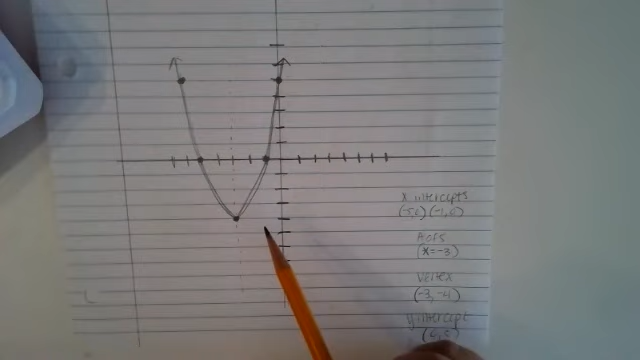 x intercepts
(-5,0) (-1,0)
AOFS
(x=-3)
Vertex
(-3,-4)
y intercept